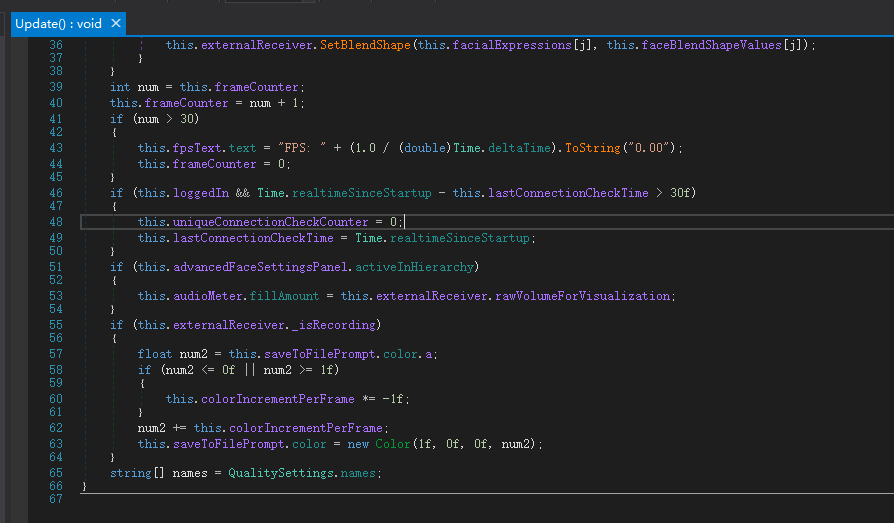 Update() : void ×
36 this.externalReceiver.SetBlendShape(this.facialExpressions[j], this.faceBlendShapeValues[j]);
37 }
38 }
39 int num = this.frameCounter;
40 this.frameCounter = num + 1;
41 if (num > 30)
42 {
43 this.fpsText.text = "FPS: " + (1.0 / (double)Time.deltaTime).ToString("0.00");
44 this.frameCounter = 0;
45 }
46 if (this.loggedIn && Time.realtimeSinceStartup - this.lastConnectionCheckTime > 30f)
47 {
48 this.uniqueConnectionCheckCounter = 0;
49 this.lastConnectionCheckTime = Time.realtimeSinceStartup;
50 }
51 if (this.advancedFaceSettingsPanel.activeInHierarchy)
52 {
53 this.audioMeter.fillAmount = this.externalReceiver.rawVolumeForVisualization;
54 }
55 if (this.externalReceiver._isRecording)
56 {
57 float num2 = this.saveToFilePrompt.color.a;
58 if (num2 <= 0f || num2 >= 1f)
59 {
60 this.colorIncrementPerFrame *= -1f;
61 }
62 num2 += this.colorIncrementPerFrame;
63 this.saveToFilePrompt.color = new Color(1f, 0f, 0f, num2);
64 }
65 string[] names = QualitySettings.names;
66 }
67